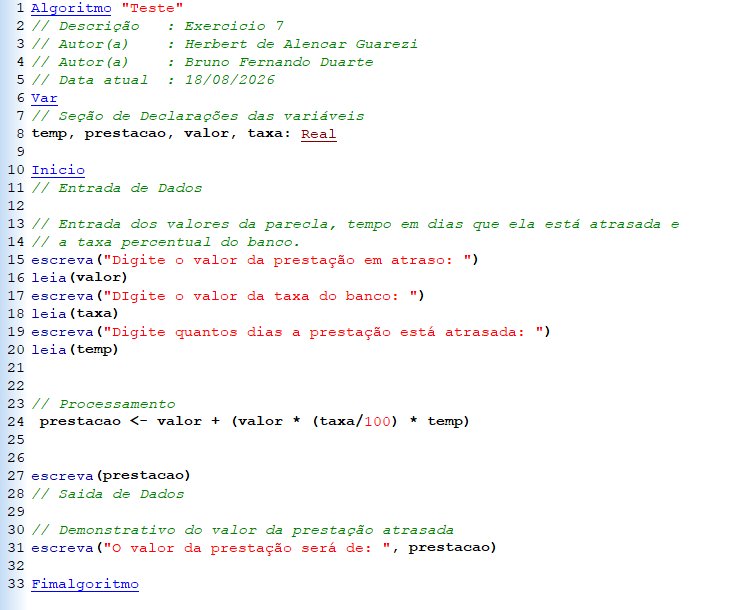 1 Algoritmo "Teste"
2 // Descrição : Exercicio 7
3 // Autor(a) : Herbert de Alencar Guarezi
4 // Autor(a) : Bruno Fernando Duarte
5 // Data atual : 18/08/2026
6 Var
7 // Seção de Declarações das variáveis
8 temp, prestacao, valor, taxa: Real
9
10 Inicio
11 // Entrada de Dados
12
13 // Entrada dos valores da parecla, tempo em dias que ela está atrasada e
14 // a taxa percentual do banco.
15 escreva("Digite o valor da prestação em atraso: ")
16 leia(valor)
17 escreva("DIgite o valor da taxa do banco: ")
18 leia(taxa)
19 escreva("Digite quantos dias a prestação está atrasada: ")
20 leia(temp)
21
22
23 // Processamento
24 prestacao <- valor + (valor * (taxa/100) * temp)
25
26
27 escreva(prestacao)
28 // Saida de Dados
29
30 // Demonstrativo do valor da prestação atrasada
31 escreva("O valor da prestação será de: ", prestacao)
32
33 Fimalgoritmo